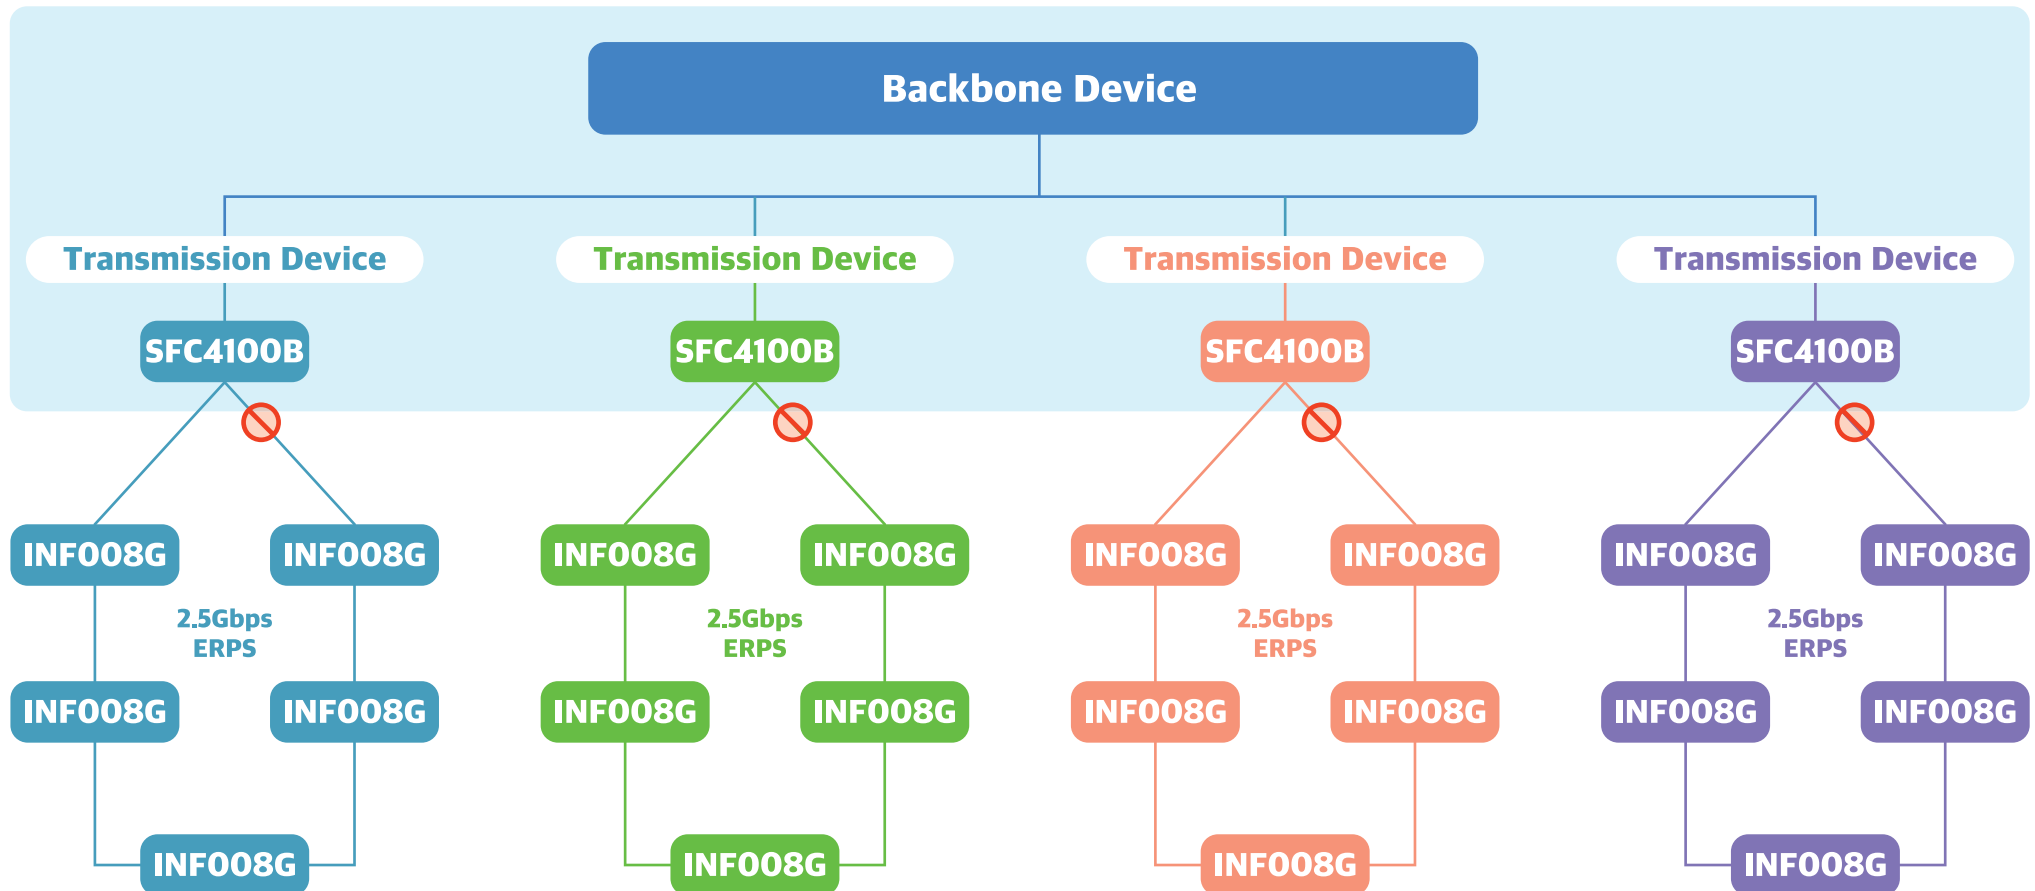 Backbone Device
Transmission Device
Transmission Device
Transmission Device
Transmission Device
SFC4100B
SFC4100B
SFC4100B
SFC4100B
INF008G
INF008G
INF008G
INF008G
INF008G
INF008G
INF008G
INF008G
2.5Gbps
ERPS
2.5Gbps
ERPS
2.5Gbps
ERPS
2.5Gbps
ERPS
INF008G
INF008G
INF008G
INF008G
INF008G
INF008G
INF008G
INF008G
INF008G
INF008G
INF008G
INF008G